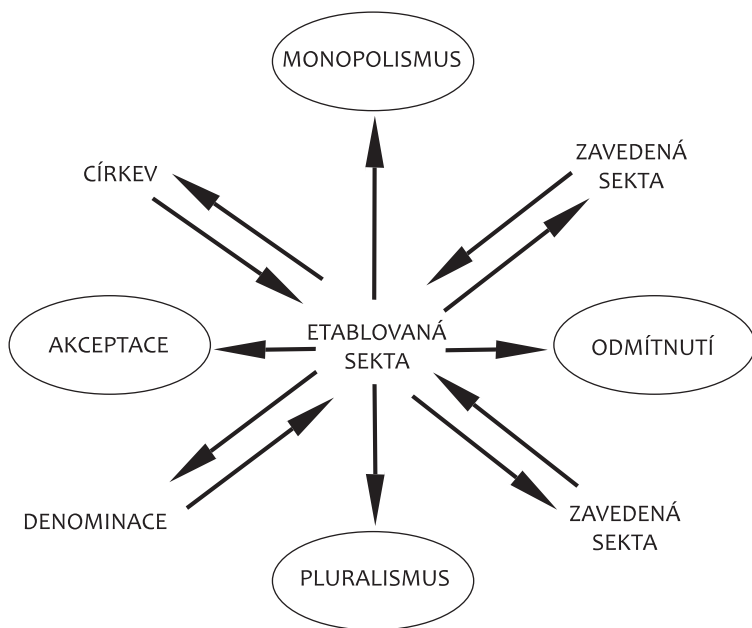 MONOPOLISMUS
CÍRKEV
ZAVEDENÁ
SEKTA
AKCEPTACE
ETABLOVANÁ
SEKTA
ODMÍTNUTÍ
DENOMINACE
ZAVEDENÁ
SEKTA
PLURALISMUS